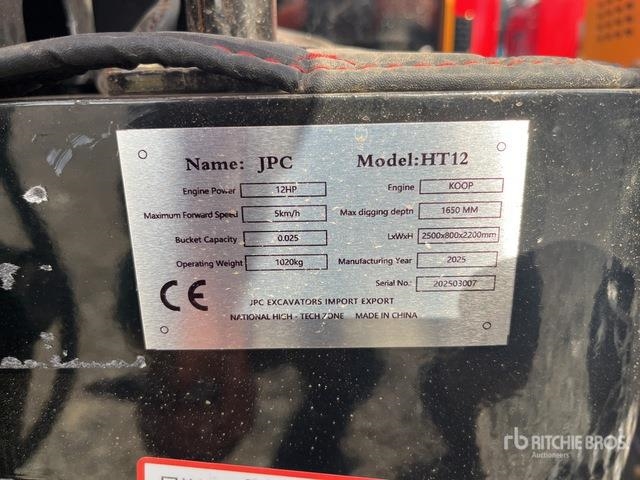 Name: JPC Model:HT12
Engine Power 12HP Engine KOOP
Maximum Forward Speed 5km/h Max digging deptn 1650 MM
Bucket Capacity 0.025 LxWxH 2500x800x2200mm
Operating Weight 1020kg Manufacturing Year 2025
Serial No.: 202503007
CE
JPC EXCAVATORS IMPORT EXPORT
NATIONAL HIGH - TECH ZONE MADE IN CHINA
rb RITCHIE BROS.
Auctioneers